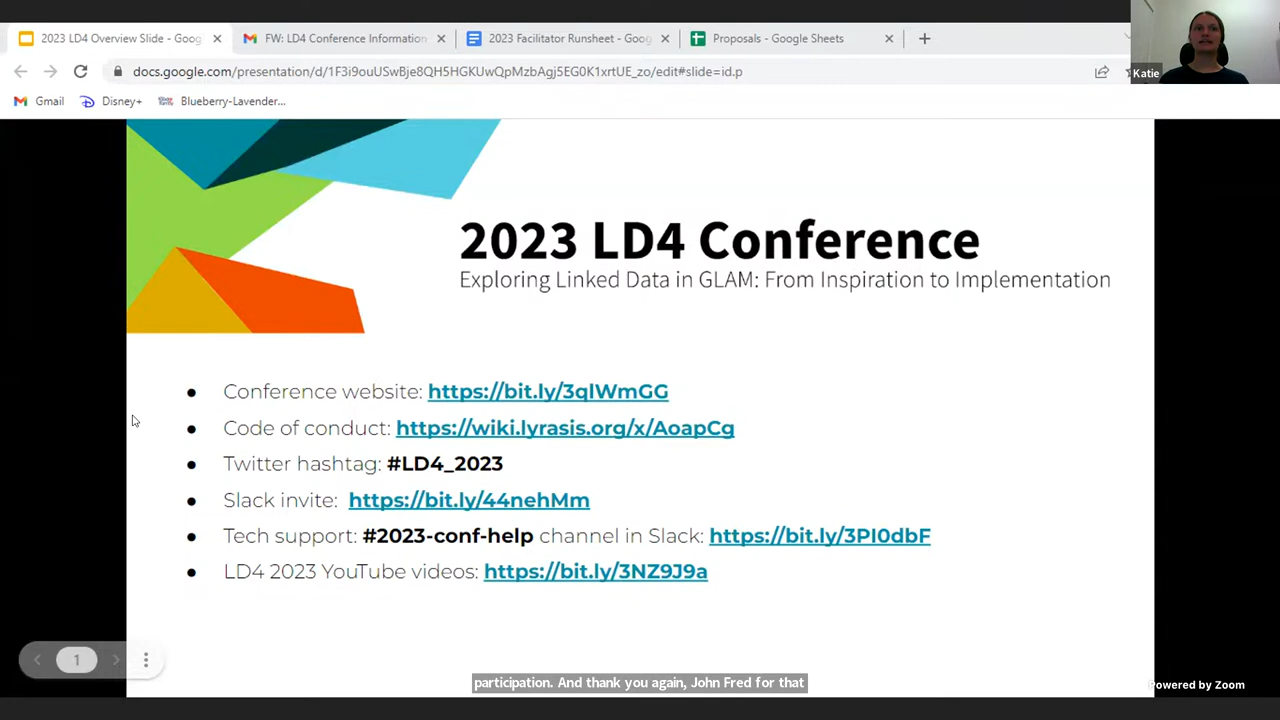 2023 LD4 Overview Slide - Goog
FW: LD4 Conference Information
2023 Facilitator Runsheet - Goog
Proposals - Google Sheets
docs.google.com/presentation/d/1F3i9ouUSwBje8QH5HGKUwQpMzbAgj5EG0K1xrtUE_zo/edit#slide=id.p
Katie
Gmail
Disney+
Blueberry-Lavender...
2023 LD4 Conference
Exploring Linked Data in GLAM: From Inspiration to Implementation
● Conference website: https://bit.ly/3qlWmGG
● Code of conduct: https://wiki.lyrasis.org/x/AoapCg
● Twitter hashtag: #LD4_2023
● Slack invite: https://bit.ly/44nehMm
● Tech support: #2023-conf-help channel in Slack: https://bit.ly/3PI0dbF
● LD4 2023 YouTube videos: https://bit.ly/3NZ9J9a
1
participation. And thank you again, John Fred for that
Powered by Zoom